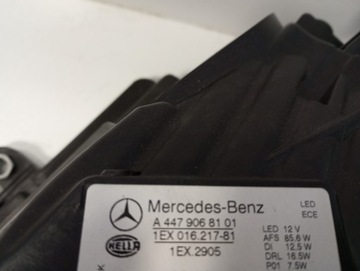 Mercedes-Benz
LED
ECE
A 447 906 81 01
LED 12 V
1EX 016.217-81
AFS 85,6 W
HELLA
DI 12,5 W
1EX.2905
DRL 16.5W
P01 7.5W